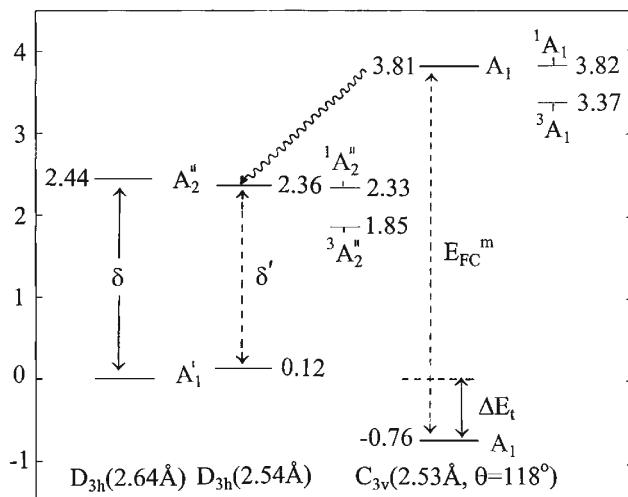 4
3
2
1
0
-1
3.81 A₁ ¹A₁ 3.82
3.37
³A₁
2.44 A₂" 2.36 ¹A₂" 2.33
1.85
³A₂"
δ δ' E_FC^m
A₁' 0.12
ΔEₜ
-0.76 A₁
D₃ₕ(2.64Å) D₃ₕ(2.54Å) C₃ᵥ(2.53Å, θ=118°)